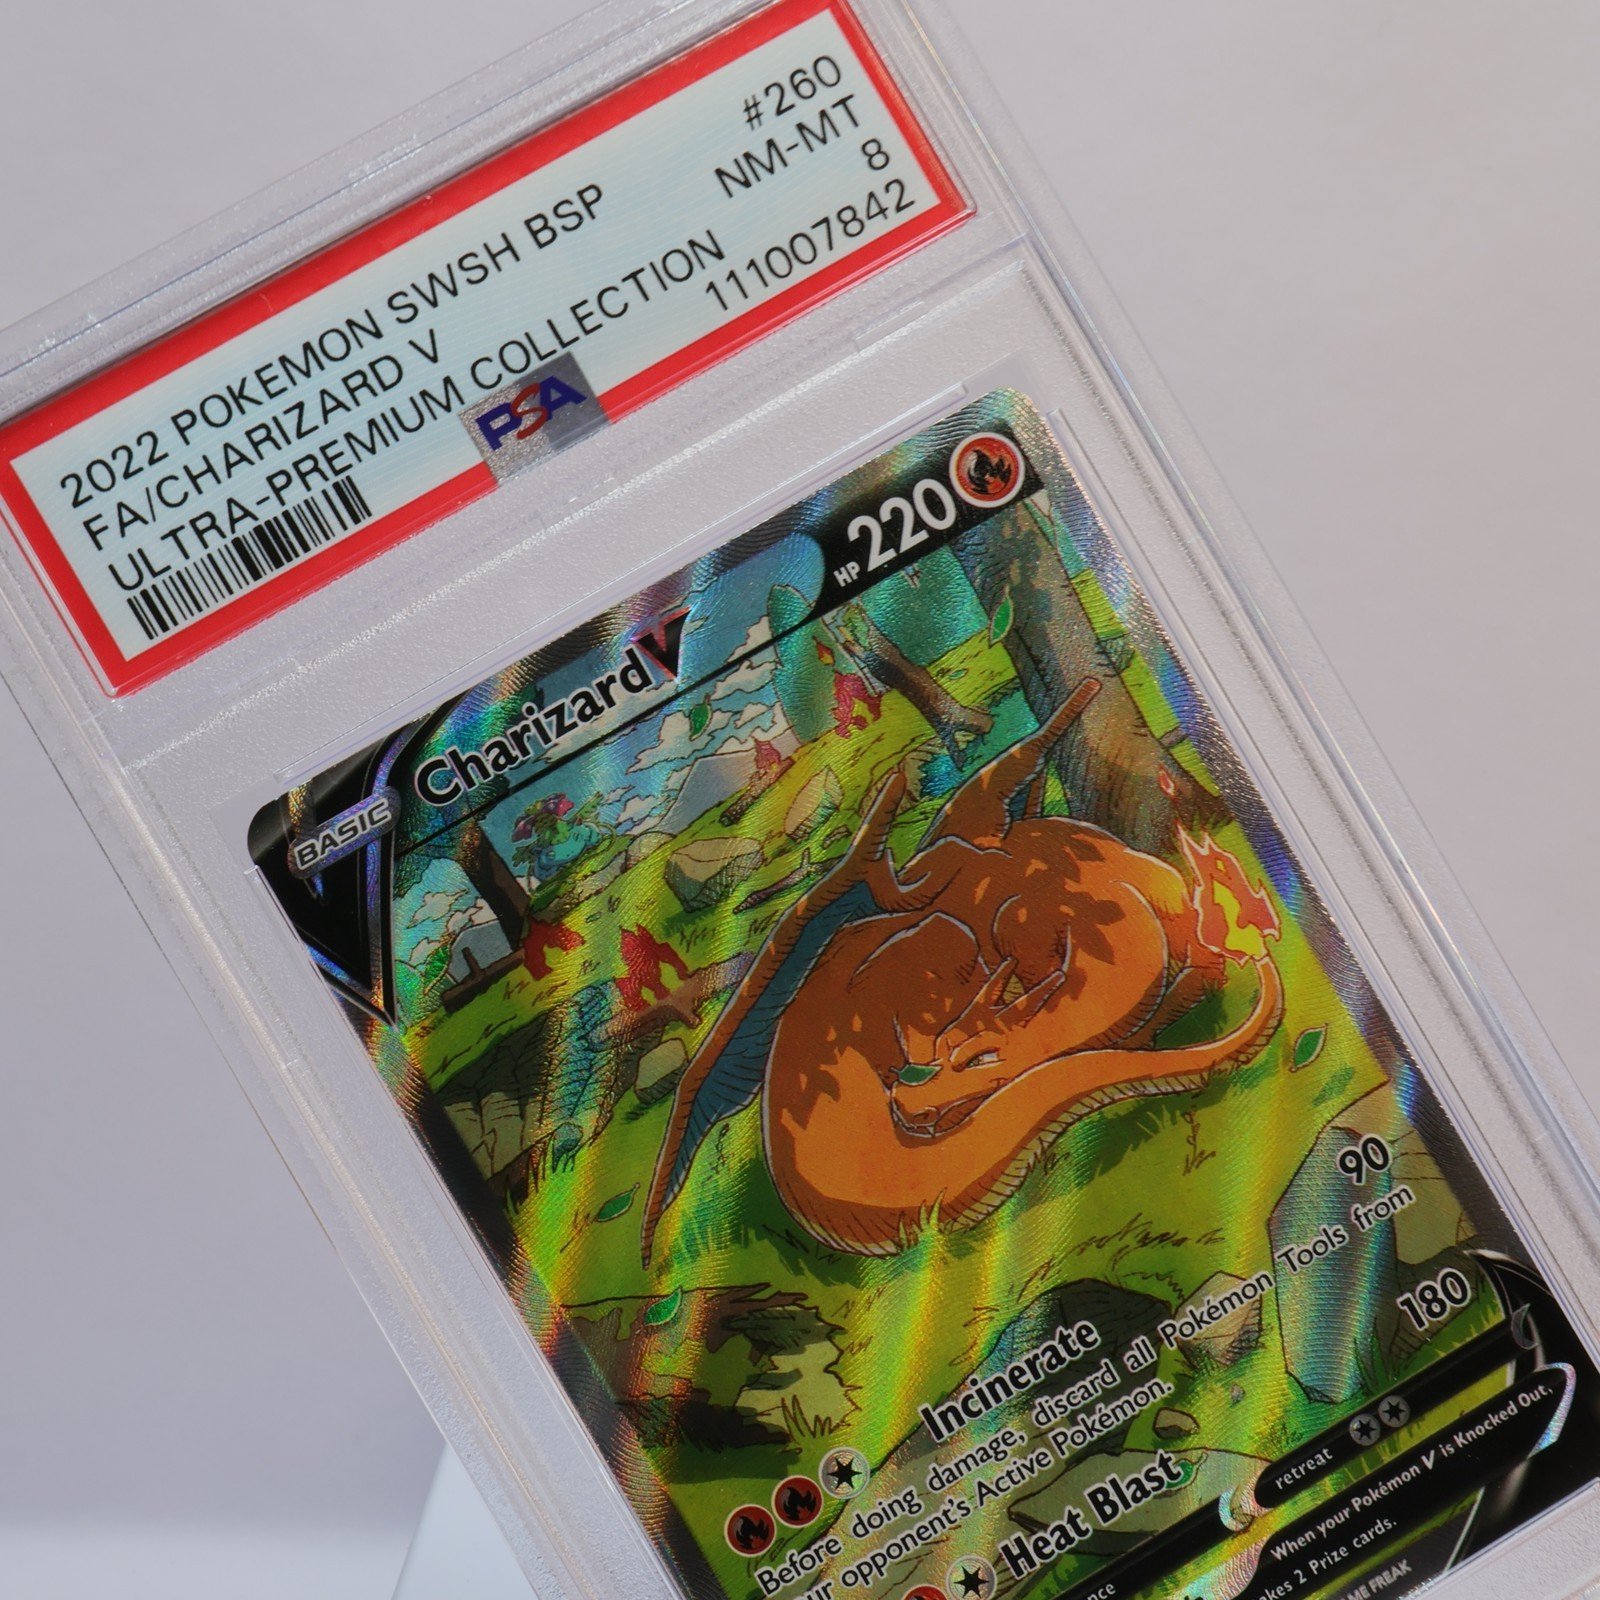 2022 POKEMON SWSH BSP #260
FA/CHARIZARD V NM-MT
ULTRA-PREMIUM COLLECTION 8
111007842
PSA
BASIC
Charizard V HP 220
Incinerate 90
Before doing damage, discard all Pokémon Tools from
opponent's Active Pokémon.
Heat Blast 180
retreat
When your Pokémon V is Knocked Out,
2 Prize cards.
FREAK